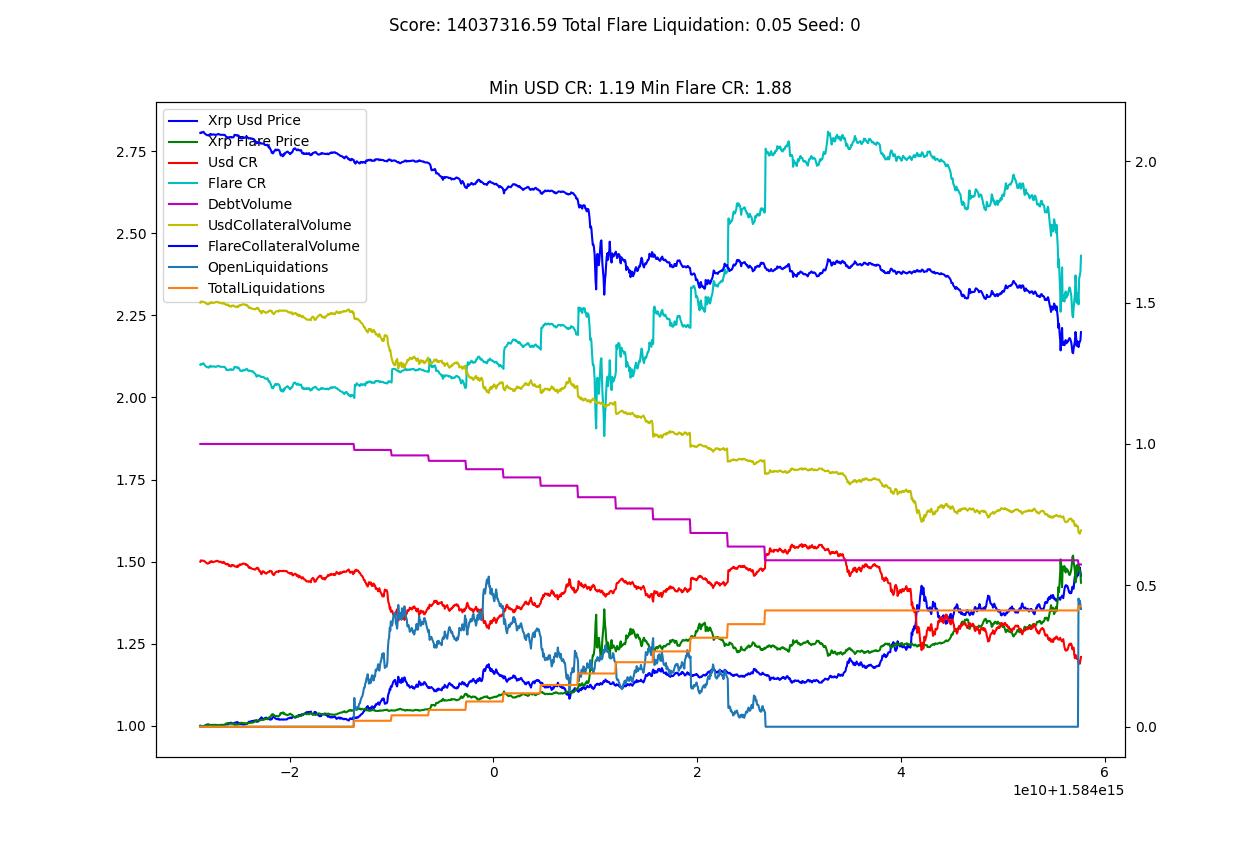 Score: 14037316.59 Total Flare Liquidation: 0.05 Seed: 0
Min USD CR: 1.19 Min Flare CR: 1.88
Xrp Usd Price
Xrp Flare Price
Usd CR
Flare CR
DebtVolume
UsdCollateralVolume
FlareCollateralVolume
OpenLiquidations
TotalLiquidations
2.75
2.50
2.25
2.00
1.75
1.50
1.25
1.00
2.0
1.5
1.0
0.5
0.0
−2
0
2
4
6
1e10+1.584e15